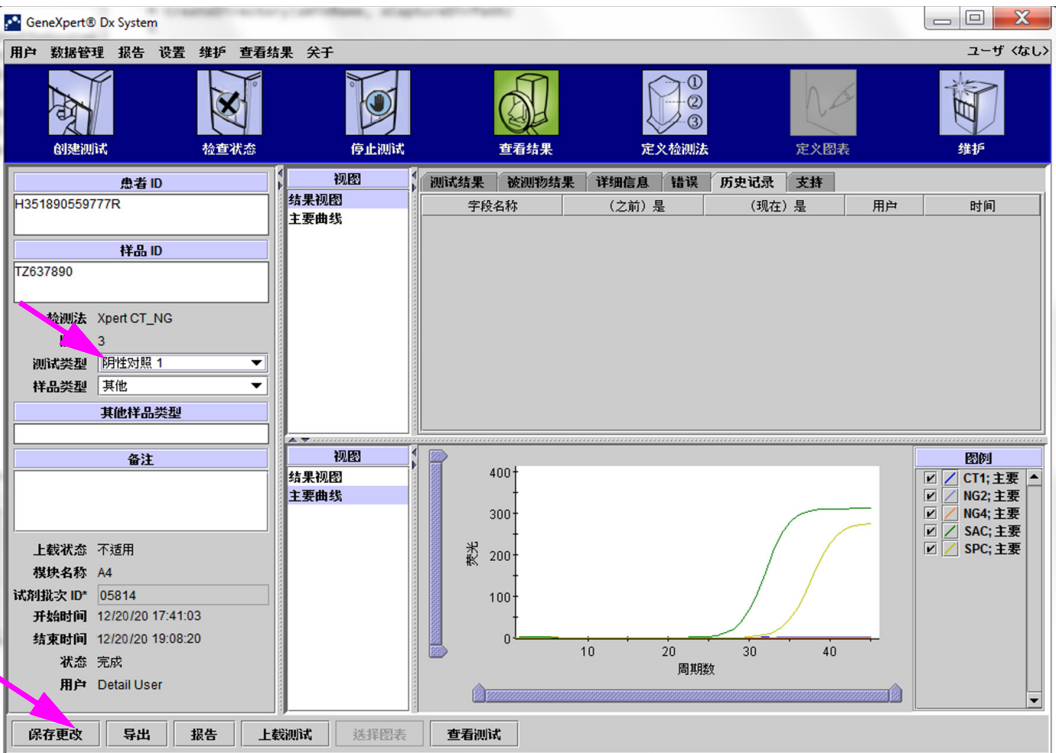 GeneXpert® Dx System
用户 数据管理 报告 设置 维护 查看结果 关于
ユーザ〈なし〉
创建测试 检查状态 停止测试 查看结果 定义检测法 定义图表 维护
患者 ID
H351890559777R
样品 ID
TZ637890
检测法 Xpert CT_NG
3
测试类型 阴性对照 1
样品类型 其他
其他样品类型
备注
上载状态 不适用
模块名称 A4
试剂批次 ID* 05814
开始时间 12/20/20 17:41:03
结束时间 12/20/20 19:08:20
状态 完成
用户 Detail User
视图
结果视图
主要曲线
测试结果 被测物结果 详细信息 错误 历史记录 支持
字段名称 (之前) 是 (现在) 是 用户 时间
视图
结果视图
主要曲线
荧光
400
300
200
100
0
10 20 30 40
周期数
图例
CT1; 主要
NG2; 主要
NG4; 主要
SAC; 主要
SPC; 主要
保存更改 导出 报告 上载测试 选择图表 查看测试